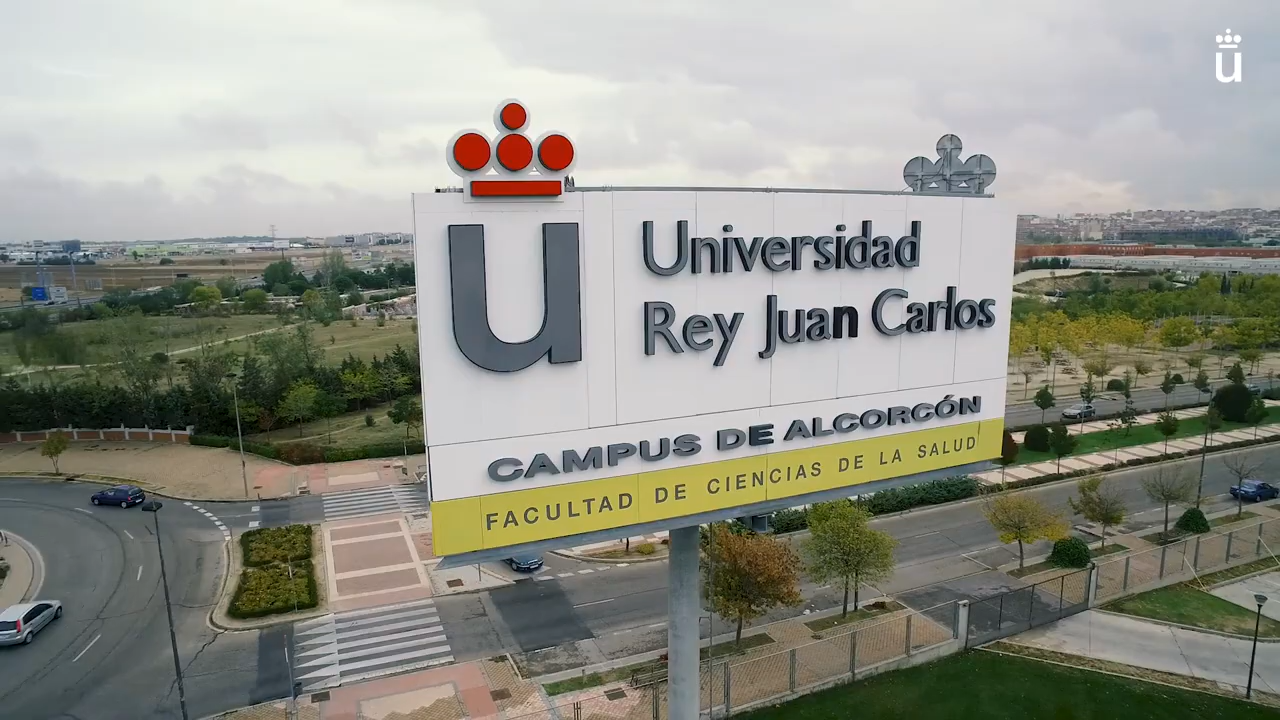 u
u
Universidad
Rey Juan Carlos
CAMPUS DE ALCORCÓN
FACULTAD DE CIENCIAS DE LA SALUD